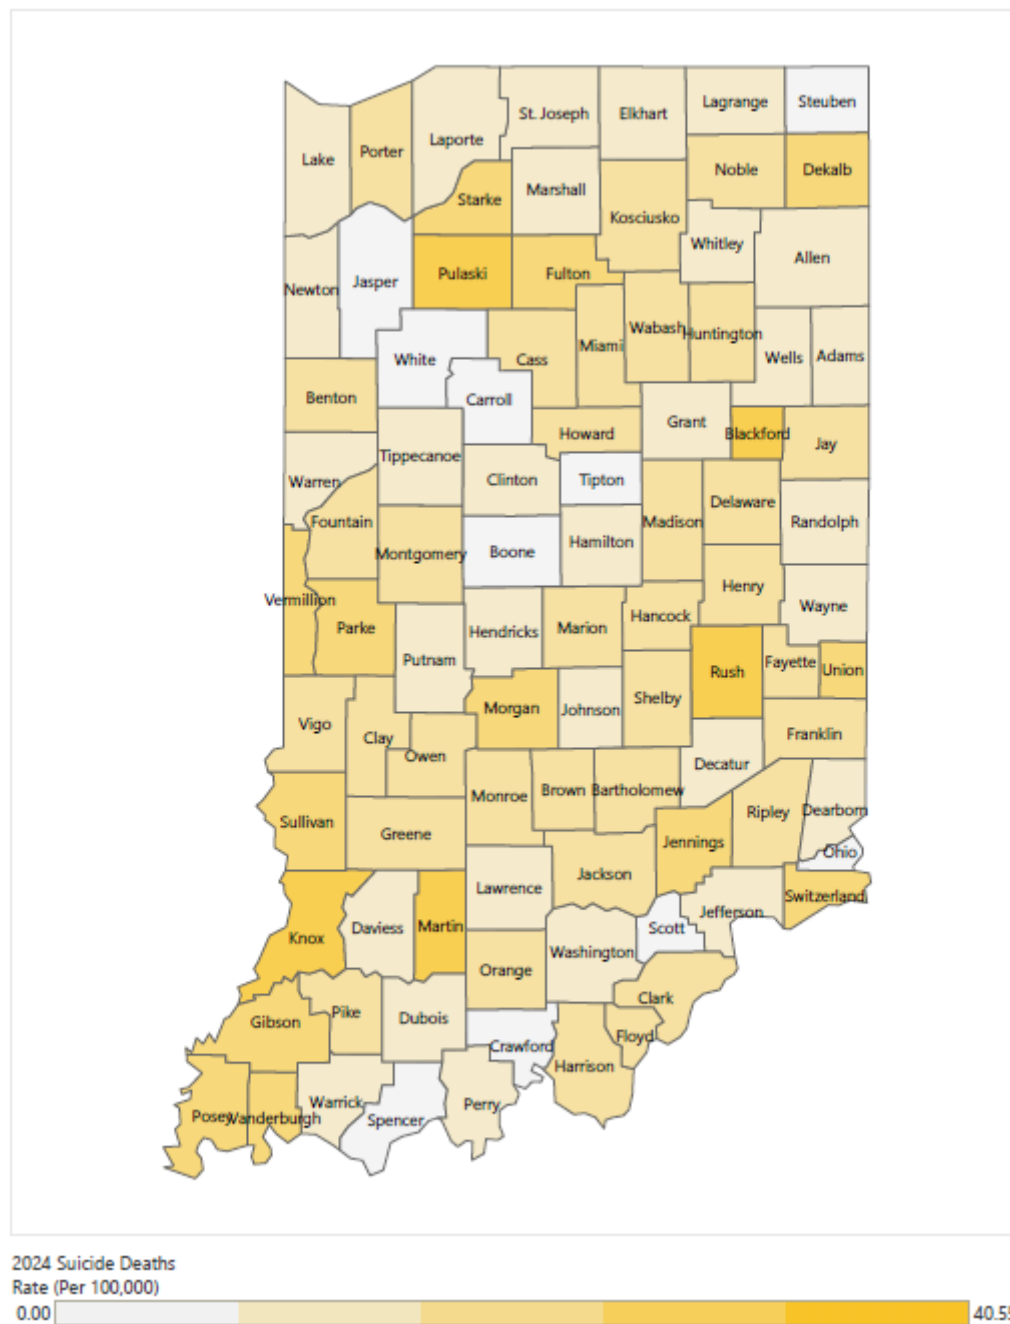 St. Joseph
Elkhart
Lagrange
Steuben
Lake
Porter
Laporte
Noble
Dekalb
Starke
Marshall
Kosciusko
Whitley
Allen
Newton
Jasper
Pulaski
Fulton
White
Cass
Miami
Wabash
Huntington
Wells
Adams
Benton
Carroll
Howard
Grant
Blackford
Jay
Warren
Tippecanoe
Clinton
Tipton
Fountain
Montgomery
Boone
Hamilton
Madison
Delaware
Randolph
Vermillion
Parke
Putnam
Hendricks
Marion
Hancock
Henry
Wayne
Vigo
Clay
Owen
Morgan
Johnson
Shelby
Rush
Fayette
Union
Decatur
Franklin
Sullivan
Greene
Monroe
Brown
Bartholomew
Jennings
Ripley
Dearborn
Ohio
Knox
Daviess
Martin
Lawrence
Jackson
Scott
Jefferson
Switzerland
Orange
Washington
Clark
Gibson
Pike
Dubois
Crawford
Harrison
Floyd
Posey
Vanderburgh
Warrick
Spencer
Perry
2024 Suicide Deaths
Rate (Per 100,000)
0.00 40.55